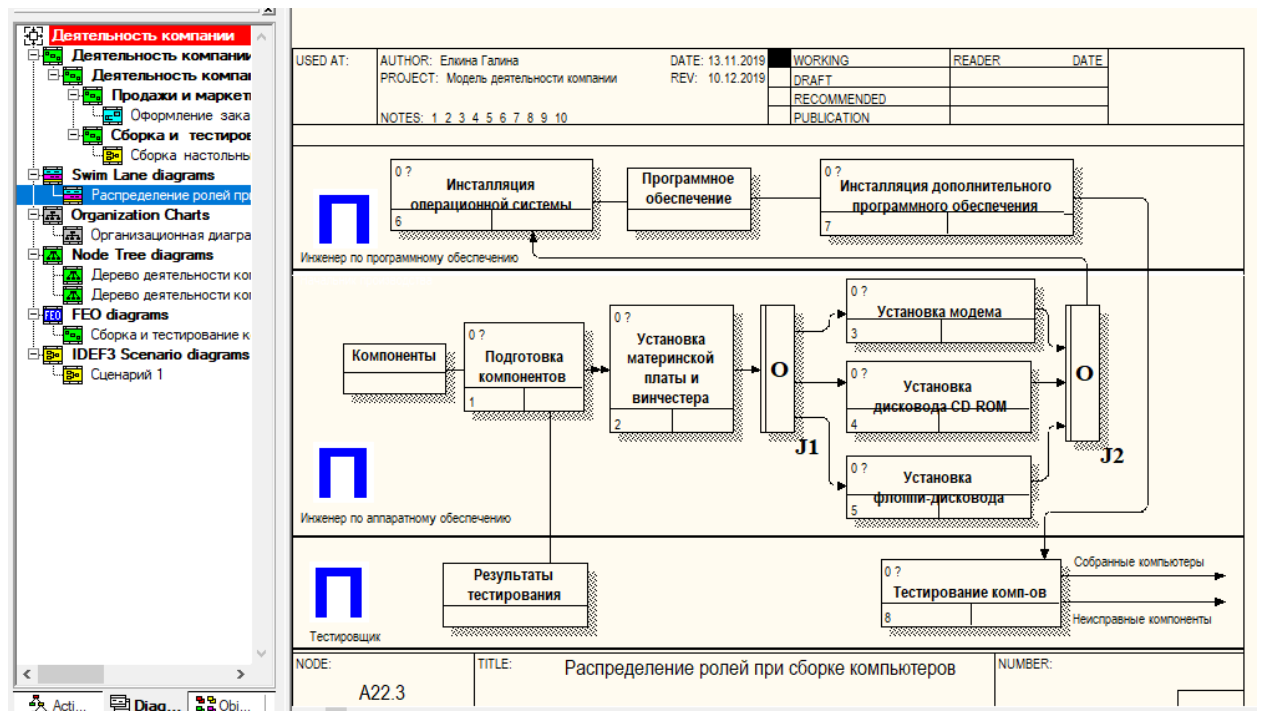 Деятельность компании
Деятельность компании
Деятельность компа
Продажи и маркет
Оформление зака
Сборка и тестиров
Сборка настольны
Swim Lane diagrams
Распределение ролей при
Organization Charts
Организационная диагра
Node Tree diagrams
Дерево деятельности ко
Дерево деятельности ко
FEO diagrams
Сборка и тестирование к
IDEF3 Scenario diagrams
Сценарий 1
Acti...
Diag...
Obj...
USED AT:
AUTHOR: Елкина Галина
DATE: 13.11.2019
PROJECT: Модель деятельности компании
REV: 10.12.2019
NOTES: 1 2 3 4 5 6 7 8 9 10
WORKING
DRAFT
RECOMMENDED
PUBLICATION
READER
DATE
0 ?
Инсталляция
операционной системы
6
Программное
обеспечение
0 ?
Инсталляция дополнительного
программного обеспечения
7
П
Инженер по программному обеспечению
Компоненты
0 ?
Подготовка
компонентов
1
0 ?
Установка
материнской
платы и
винчестера
2
O
J1
0 ?
Установка модема
3
0 ?
Установка
дисковода CD ROM
4
0 ?
Установка
флоппи-дисковода
5
O
J2
П
Инженер по аппаратному обеспечению
П
Тестировщик
Результаты
тестирования
0 ?
Тестирование комп-ов
8
Собранные компьютеры
Неисправные компоненты
NODE:
A22.3
TITLE:
Распределение ролей при сборке компьютеров
NUMBER: